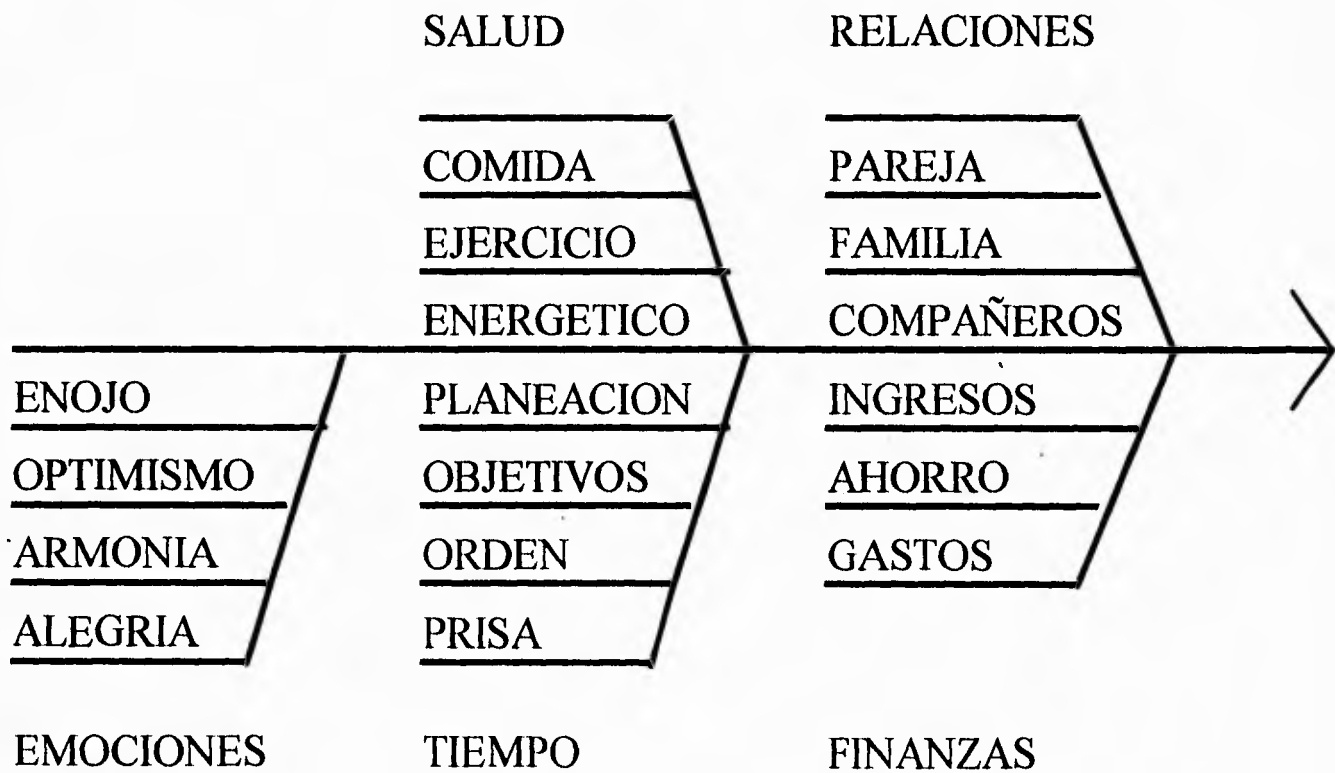 SALUD
RELACIONES
COMIDA
PAREJA
EJERCICIO
FAMILIA
ENERGETICO
COMPAÑEROS
ENOJO
PLANEACION
INGRESOS
OPTIMISMO
OBJETIVOS
AHORRO
ARMONIA
ORDEN
GASTOS
ALEGRIA
PRISA
EMOCIONES
TIEMPO
FINANZAS